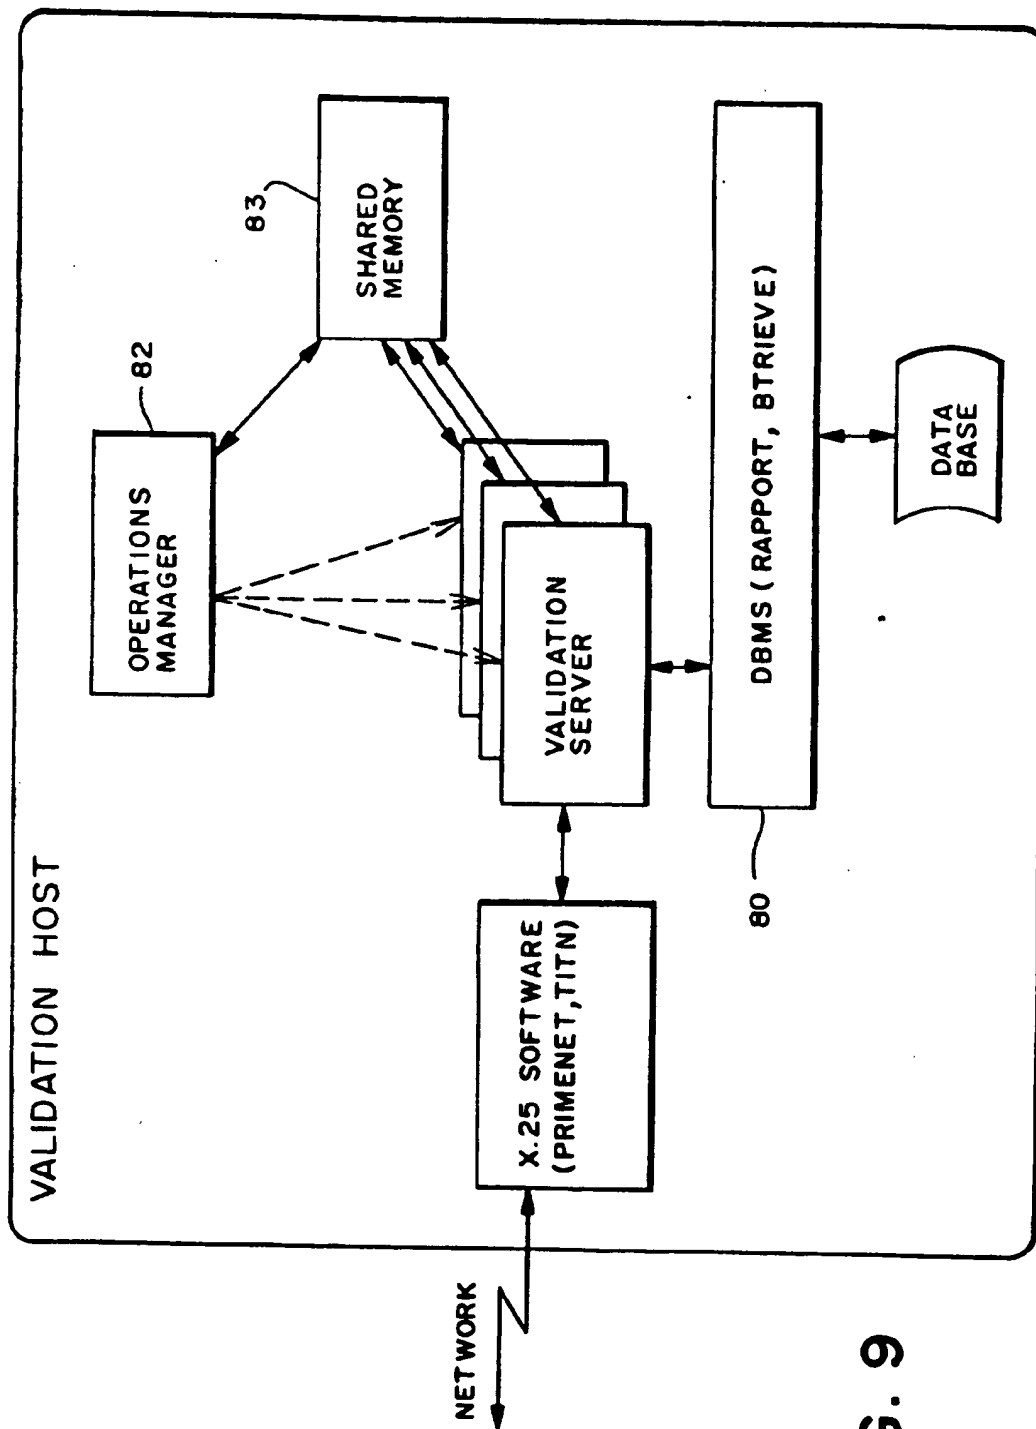 VALIDATION HOST
OPERATIONS
MANAGER
82
83
SHARED
MEMORY
NETWORK
X.25 SOFTWARE
(PRIMENET, TITN)
VALIDATION
SERVER
80
DBMS (RAPPORT, BTRIEVE)
DATA
BASE
G. 9